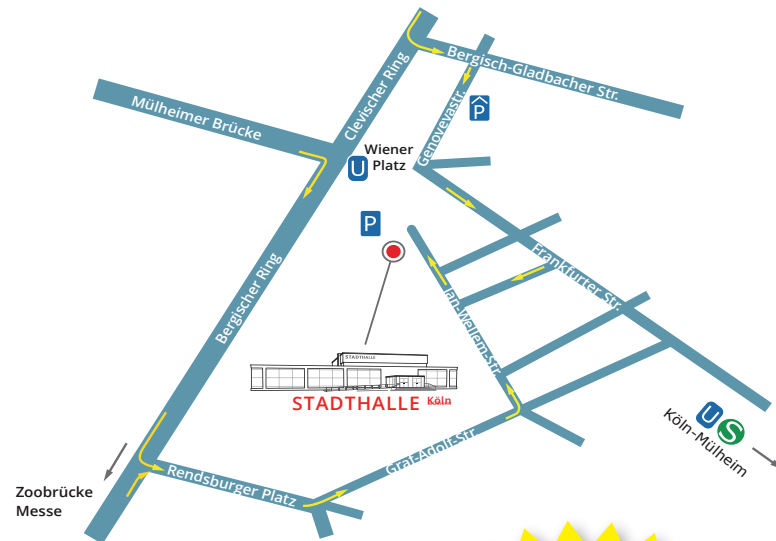 Bergisch-Gladbacher Str.
Clevischer Ring
Mülheimer Brücke
Genovevastr.
P
Wiener
Platz
U
P
Frankfurter Str.
Bergischer Ring
Jan-Wellem-Str.
STADTHALLE
STADTHALLE Köln
U
S
Köln-Mülheim
Graf-Adolf-Str.
Rendsburger Platz
Zoobrücke
Messe